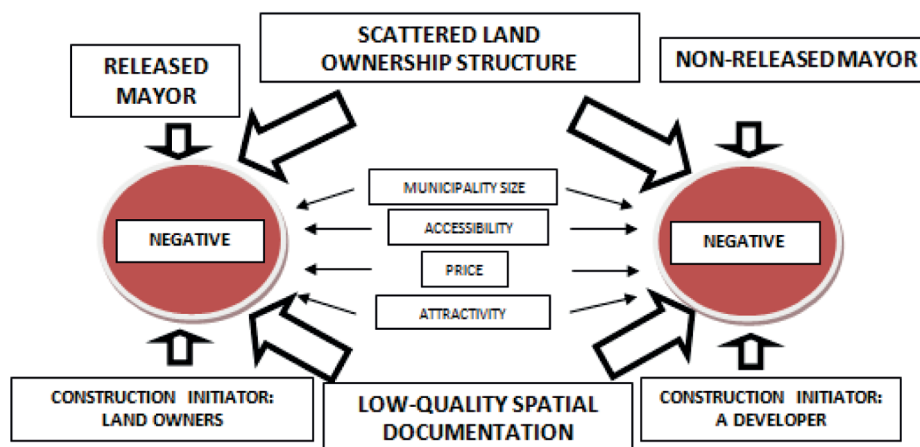 SCATTERED LAND
OWNERSHIP STRUCTURE
RELEASED
MAYOR
NON-RELEASED MAYOR
MUNICIPALITY SIZE
ACCESSIBILITY
NEGATIVE
NEGATIVE
PRICE
ATTRACTIVITY
CONSTRUCTION INITIATOR:
LAND OWNERS
LOW-QUALITY SPATIAL
DOCUMENTATION
CONSTRUCTION INITIATOR:
A DEVELOPER